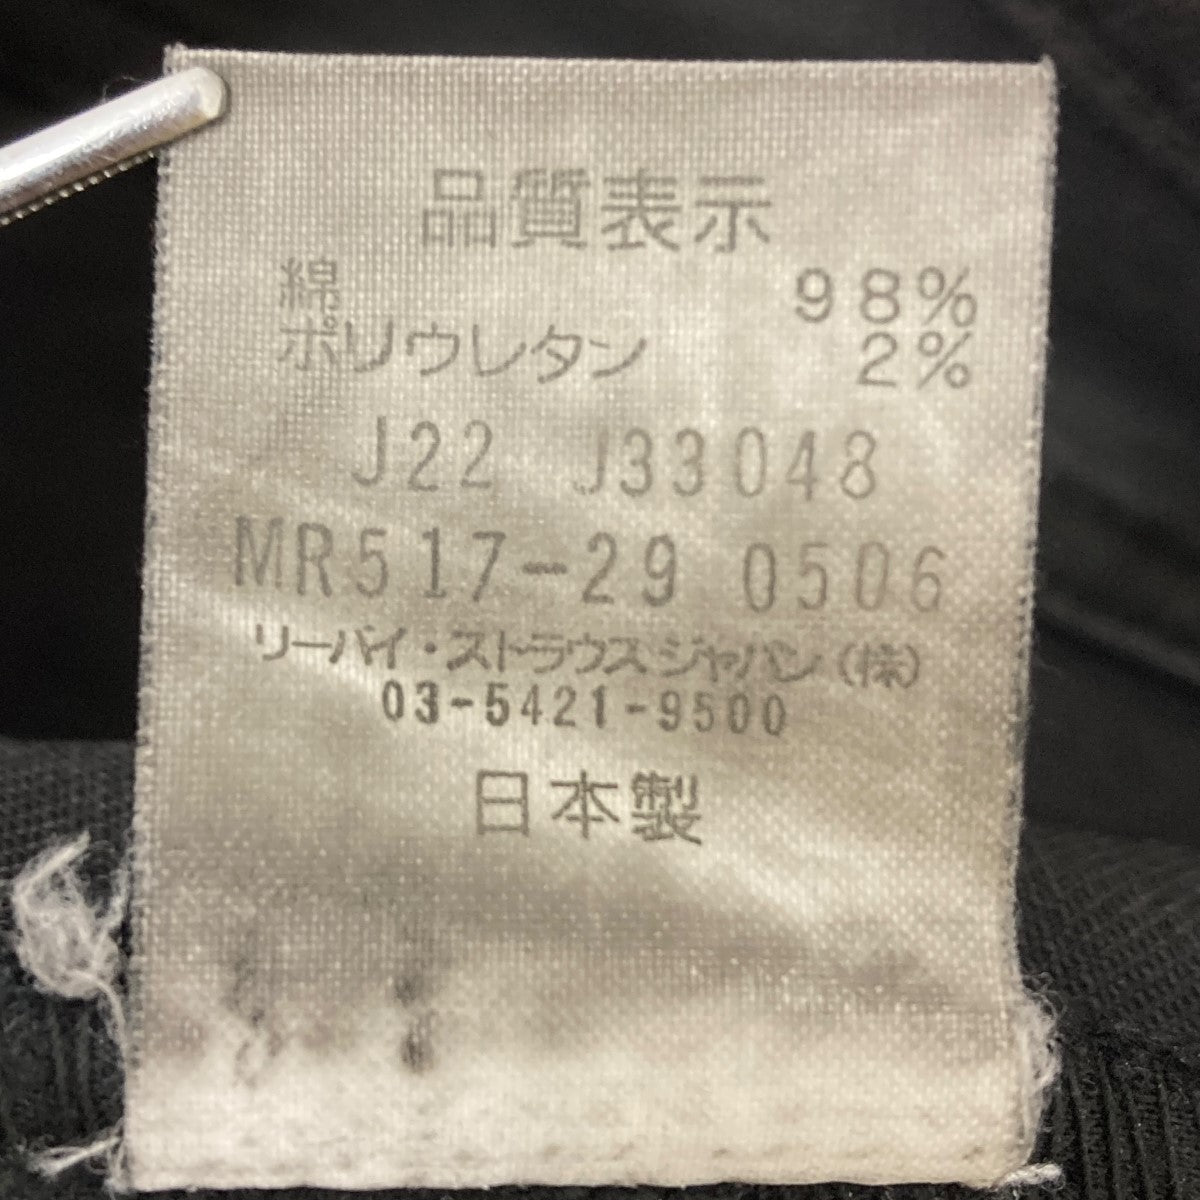 品質表示
綿 98%
ポリウレタン 2%
J22 J33048
MR517-29 0506
リーバイ・ストラウスジャパン(株)
03-5421-9500
日本製